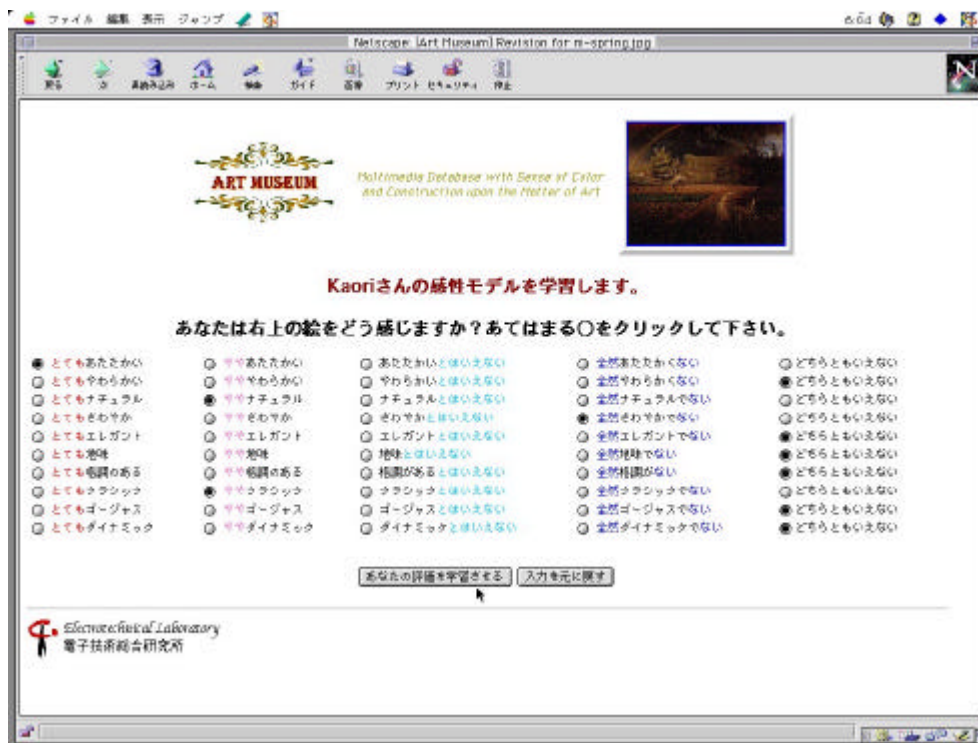 ファイル 編集 表示 ジャンプ
Netscape: [Art Museum] Revision for m-spring.jpg
戻る 次 再読み込み ホーム 検索 ガイド 画像 プリント セキュリティ 停止
ART MUSEUM
Multimedia Database with Sense of Color
and Construction upon the Matter of Art
Kaoriさんの感性モデルを学習します。
あなたは右上の絵をどう感じますか?あてはまる○をクリックして下さい。
とてもあたたかい ややあたたかい あたたかいとはいえない 全然あたたかくない どちらともいえない
とてもやわらかい やややわらかい やわらかいとはいえない 全然やわらかくない どちらともいえない
とてもナチュラル ややナチュラル ナチュラルとはいえない 全然ナチュラルでない どちらともいえない
とてもさわやか ややさわやか さわやかとはいえない 全然さわやかでない どちらともいえない
とてもエレガント ややエレガント エレガントとはいえない 全然エレガントでない どちらともいえない
とても地味 やや地味 地味とはいえない 全然地味でない どちらともいえない
とても格調のある やや格調のある 格調があるとはいえない 全然格調がない どちらともいえない
とてもクラシック ややクラシック クラシックとはいえない 全然クラシックでない どちらともいえない
とてもゴージャス ややゴージャス ゴージャスとはいえない 全然ゴージャスでない どちらともいえない
とてもダイナミック ややダイナミック ダイナミックとはいえない 全然ダイナミックでない どちらともいえない
あなたの評価を学習させる 入力を元に戻す
Electrotechnical Laboratory
電子技術総合研究所